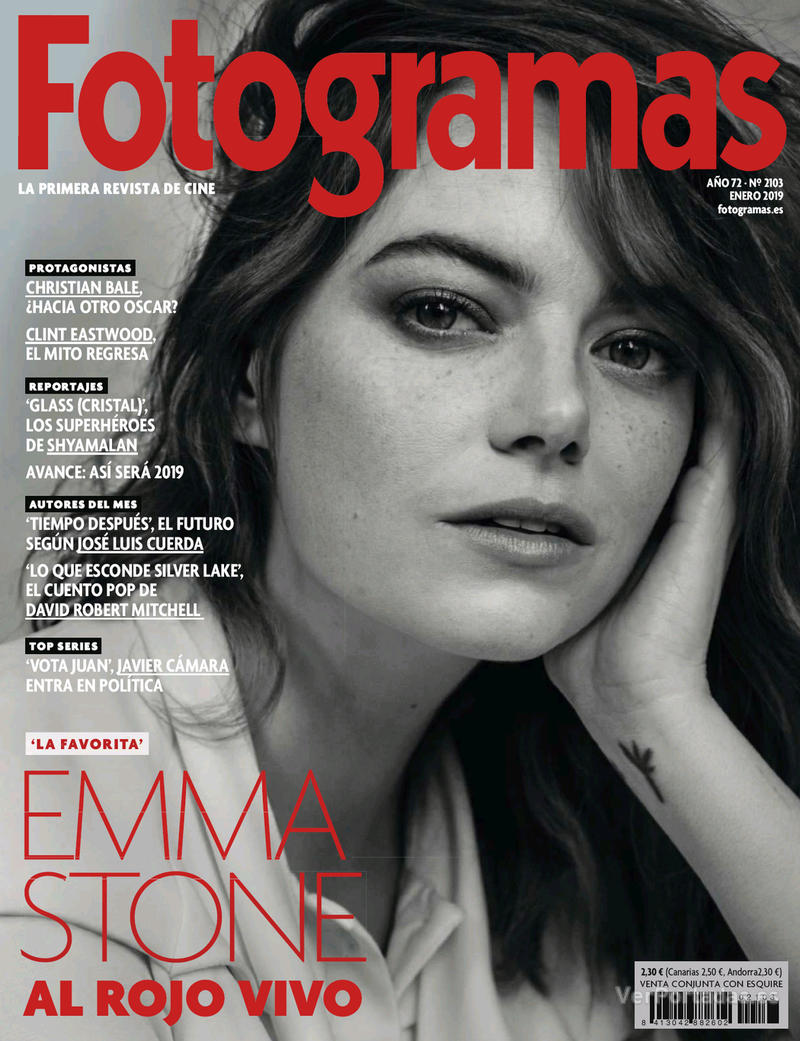 Fotogramas
LA PRIMERA REVISTA DE CINE
AÑO 72 - Nº 2103
ENERO 2019
fotogramas.es
PROTAGONISTAS
CHRISTIAN BALE,
¿HACIA OTRO OSCAR?
CLINT EASTWOOD,
EL MITO REGRESA
REPORTAJES
‘GLASS (CRISTAL)’,
LOS SUPERHÉROES
DE SHYAMALAN
AVANCE: ASÍ SERÁ 2019
AUTORES DEL MES
‘TIEMPO DESPUÉS’, EL FUTURO
SEGÚN JOSÉ LUIS CUERDA
‘LO QUE ESCONDE SILVER LAKE’,
EL CUENTO POP DE
DAVID ROBERT MITCHELL
TOP SERIES
‘VOTA JUAN’, JAVIER CÁMARA
ENTRA EN POLÍTICA
‘LA FAVORITA’
EMMA
STONE
AL ROJO VIVO
2,30 € (Canarias 2,50 €, Andorra2,30 €)
VENTA CONJUNTA CON ESQUIRE
VerPortadas.es
8 413042 882602